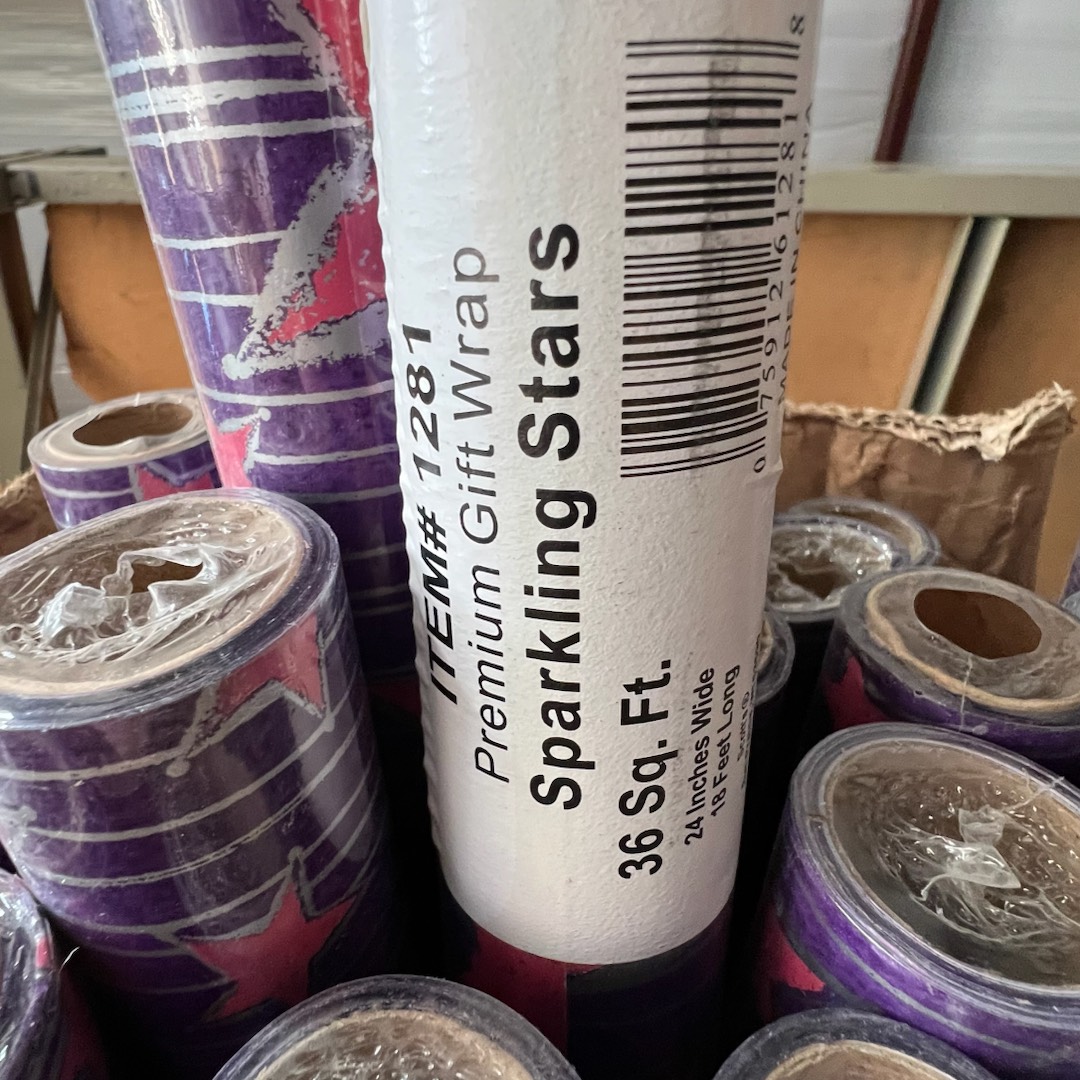 ITEM# 1281
Premium Gift Wrap
Sparkling Stars
36 Sq. Ft.
24 Inches Wide
18 Feet Long
0 75912 61281 8
MADE IN CHINA